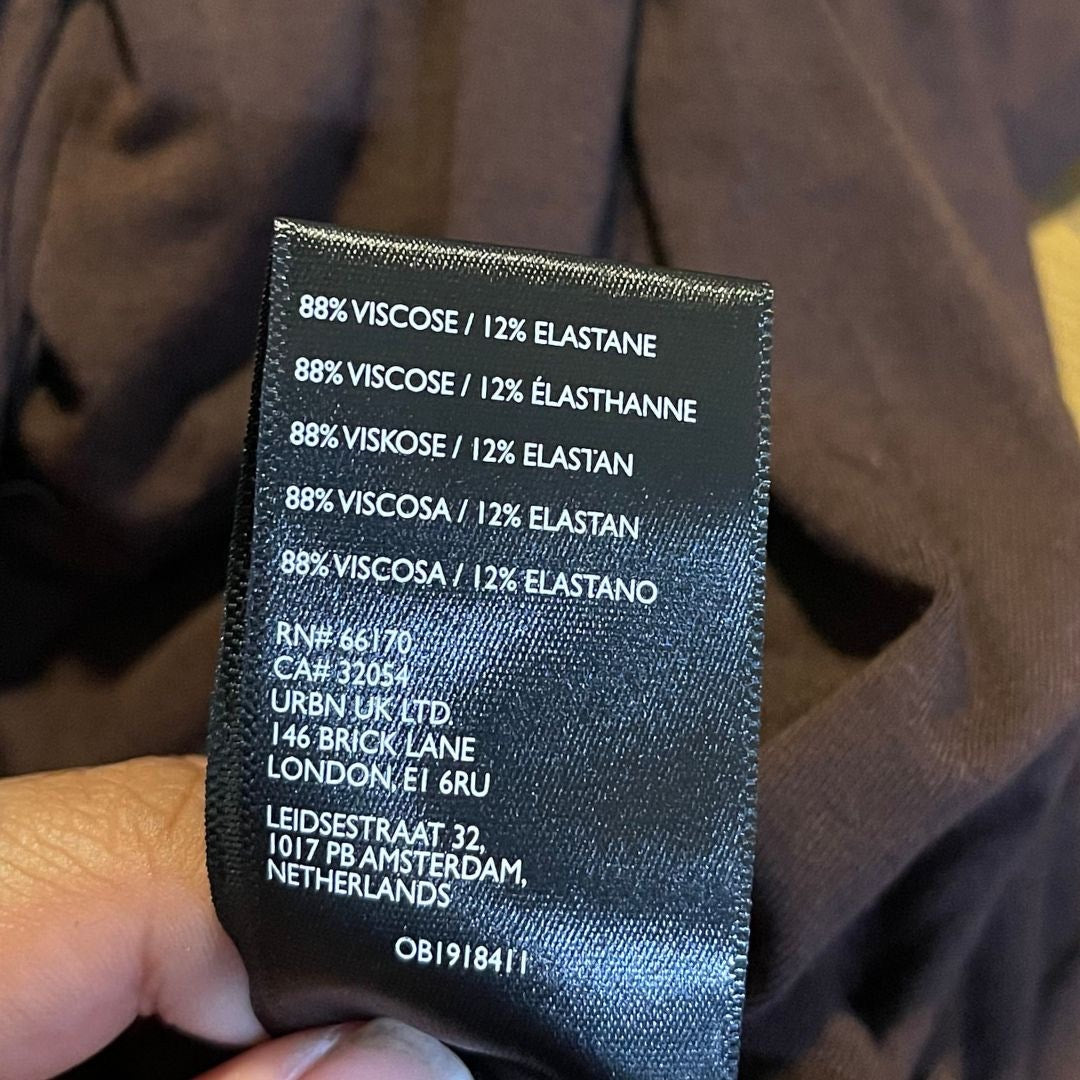 88% VISCOSE / 12% ELASTANE
88% VISCOSE / 12% ÉLASTHANNE
88% VISKOSE / 12% ELASTAN
88% VISCOSA / 12% ELASTAN
88% VISCOSA / 12% ELASTANO
RN# 66170
CA# 32054
URBN UK LTD.
146 BRICK LANE
LONDON, E1 6RU
LEIDSESTRAAT 32,
1017 PB AMSTERDAM,
NETHERLANDS
OB1918411